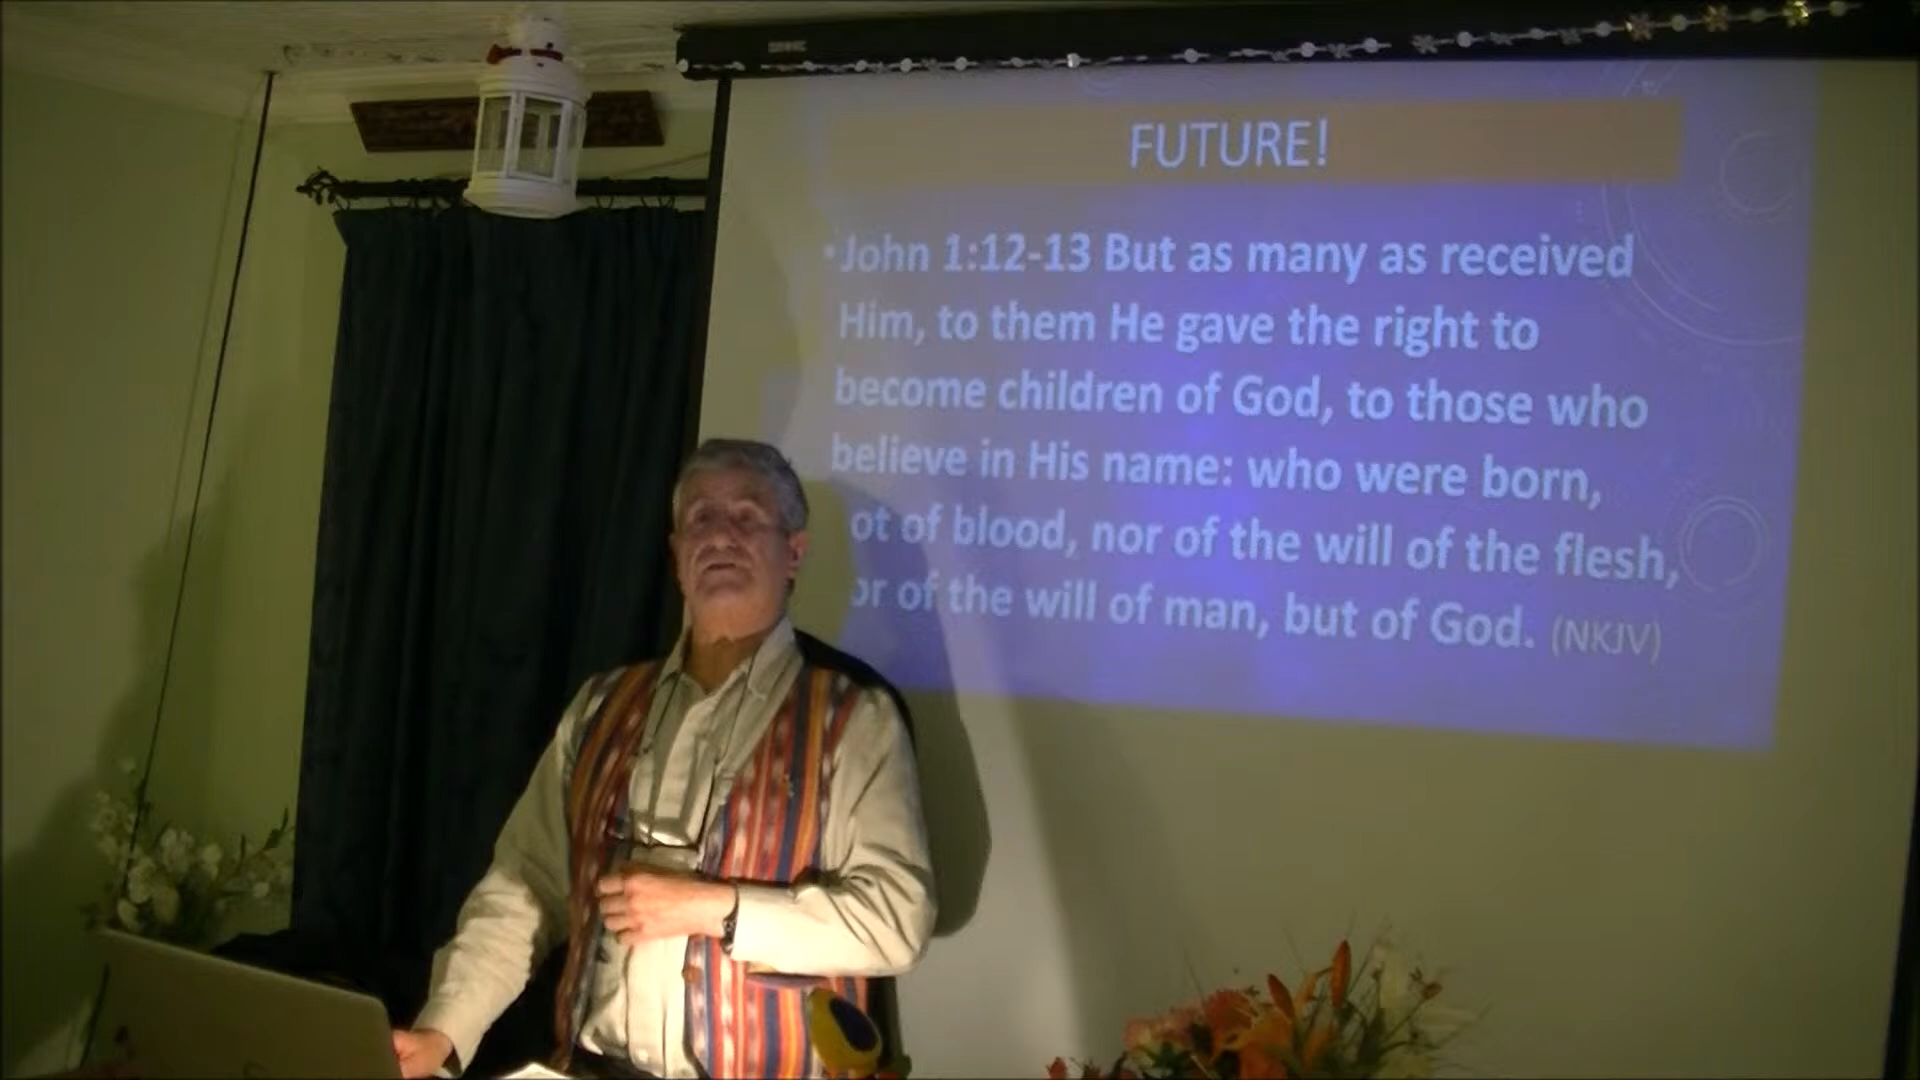 FUTURE!
• John 1:12-13 But as many as received
Him, to them He gave the right to
become children of God, to those who
believe in His name: who were born,
ot of blood, nor of the will of the flesh,
or of the will of man, but of God. (NKJV)